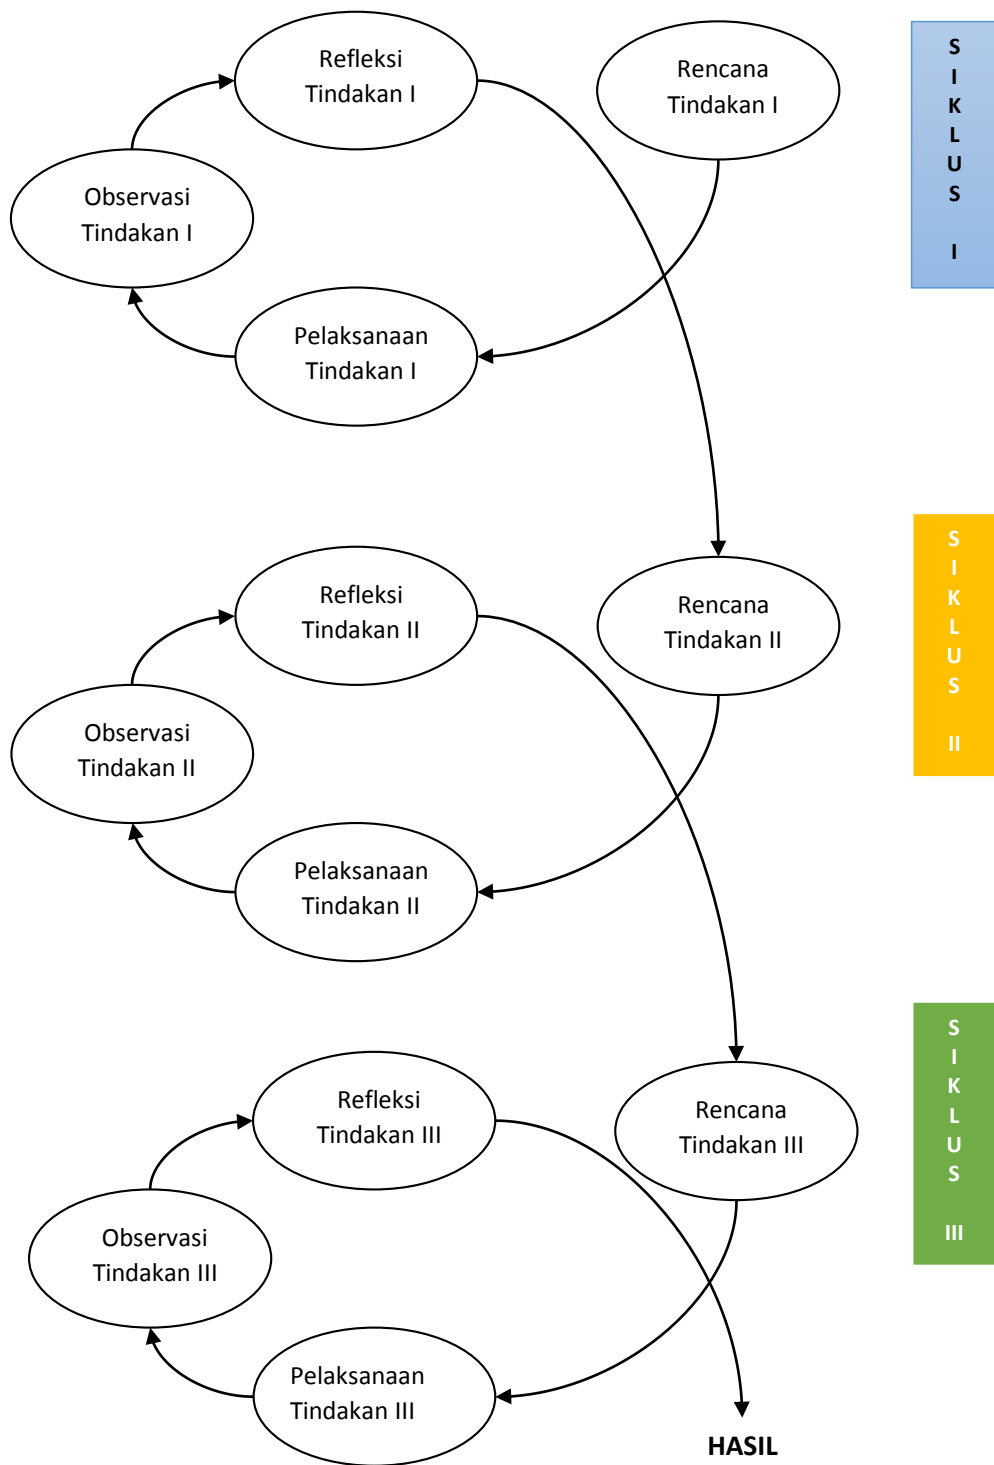 Refleksi
Tindakan I
Rencana
Tindakan I
Observasi
Tindakan I
Pelaksanaan
Tindakan I
S
I
K
L
U
S
I
Refleksi
Tindakan II
Rencana
Tindakan II
Observasi
Tindakan II
Pelaksanaan
Tindakan II
S
I
K
L
U
S
II
Refleksi
Tindakan III
Rencana
Tindakan III
Observasi
Tindakan III
Pelaksanaan
Tindakan III
S
I
K
L
U
S
III
HASIL